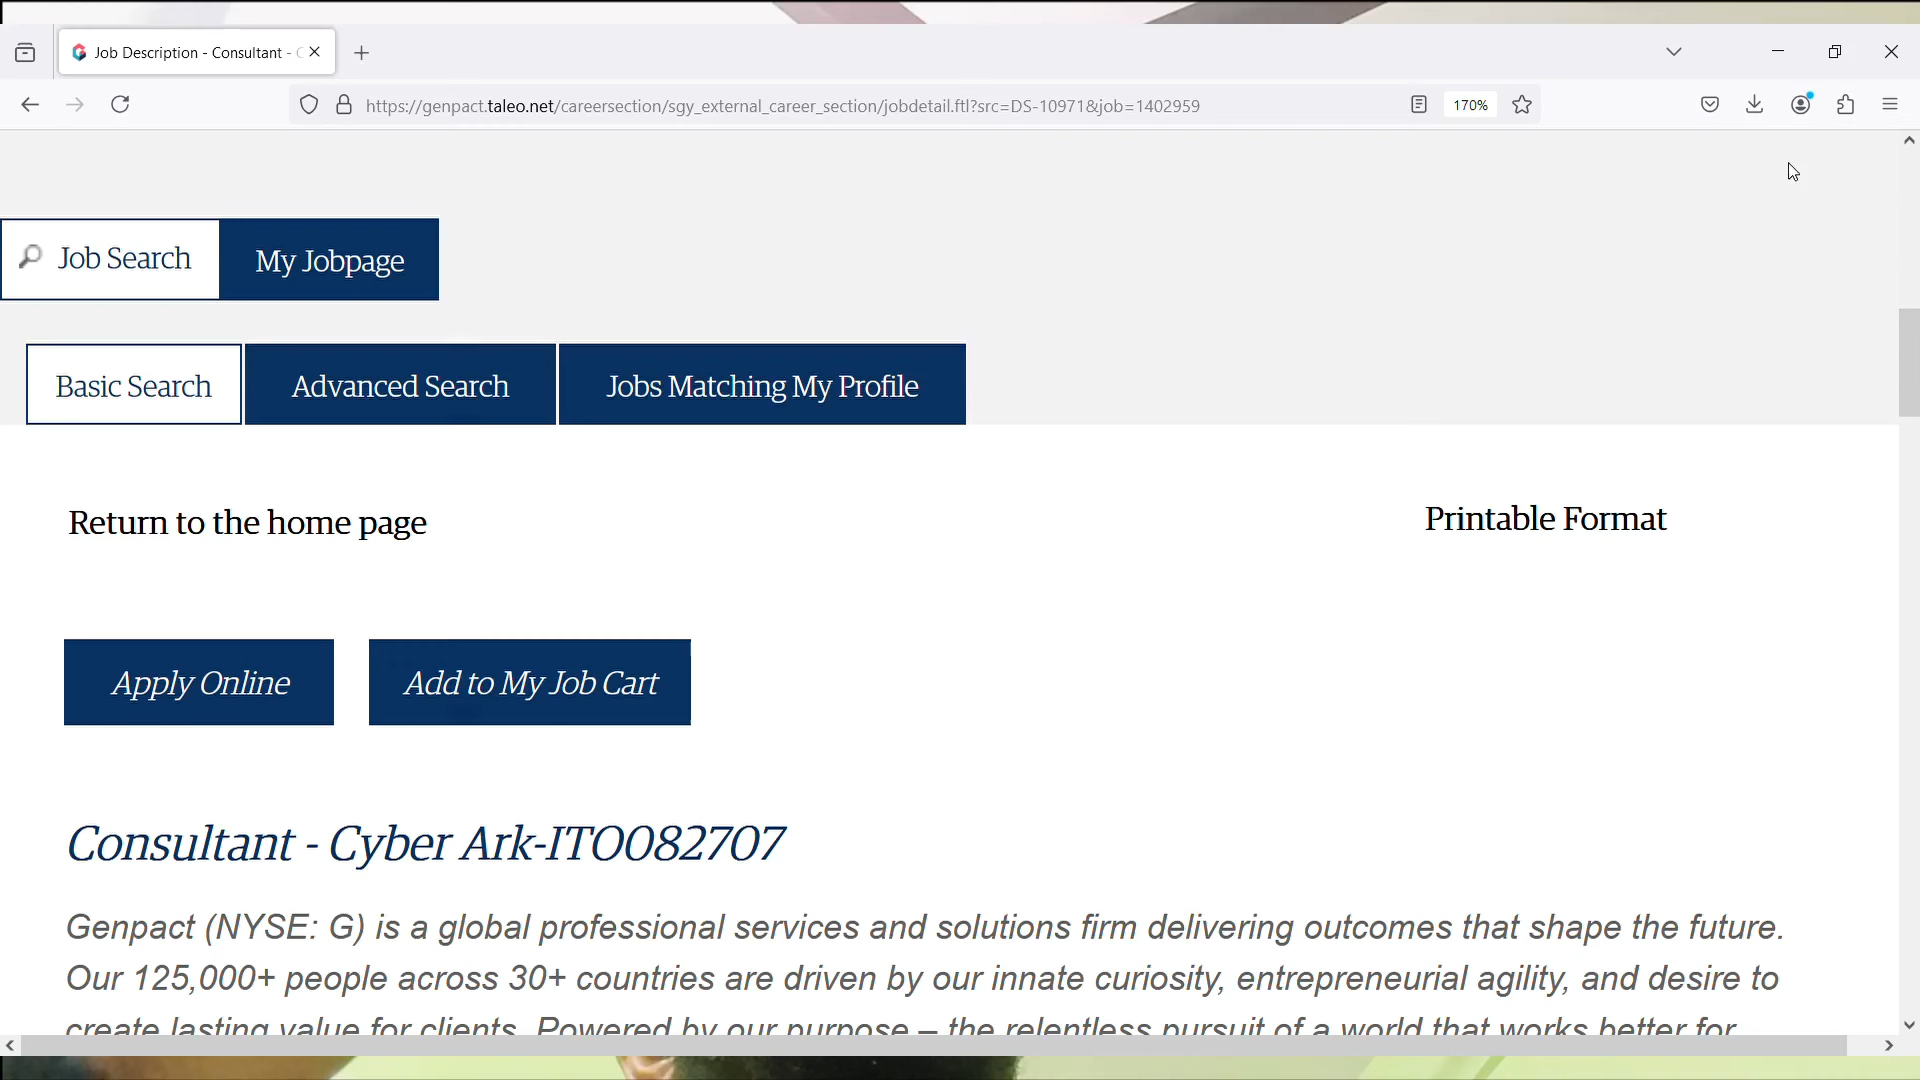 Job Description - Consultant - C
https://genpact.taleo.net/careersection/sgy_external_career_section/jobdetail.ftl?src=DS-10971&job=1402959
170%
Job Search
My Jobpage
Basic Search
Advanced Search
Jobs Matching My Profile
Return to the home page
Printable Format
Apply Online
Add to My Job Cart
Consultant - Cyber Ark-ITO082707
Genpact (NYSE: G) is a global professional services and solutions firm delivering outcomes that shape the future.
Our 125,000+ people across 30+ countries are driven by our innate curiosity, entrepreneurial agility, and desire to
create lasting value for clients. Powered by our purpose – the relentless pursuit of a world that works better for